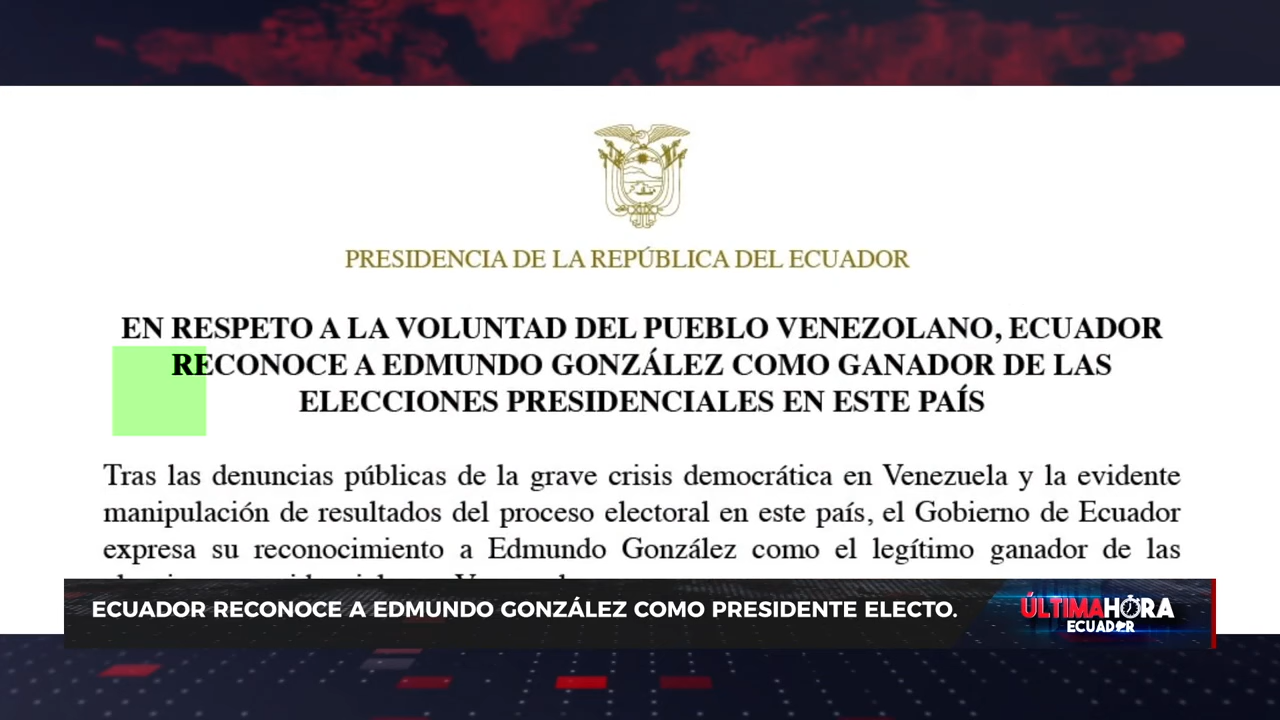 PRESIDENCIA DE LA REPÚBLICA DEL ECUADOR
EN RESPETO A LA VOLUNTAD DEL PUEBLO VENEZOLANO, ECUADOR
RECONOCE A EDMUNDO GONZÁLEZ COMO GANADOR DE LAS
ELECCIONES PRESIDENCIALES EN ESTE PAÍS
Tras las denuncias públicas de la grave crisis democrática en Venezuela y la evidente
manipulación de resultados del proceso electoral en este país, el Gobierno de Ecuador
expresa su reconocimiento a Edmundo González como el legítimo ganador de las
ECUADOR RECONOCE A EDMUNDO GONZÁLEZ COMO PRESIDENTE ELECTO.
ÚLTIMAHORA
ECUADOR